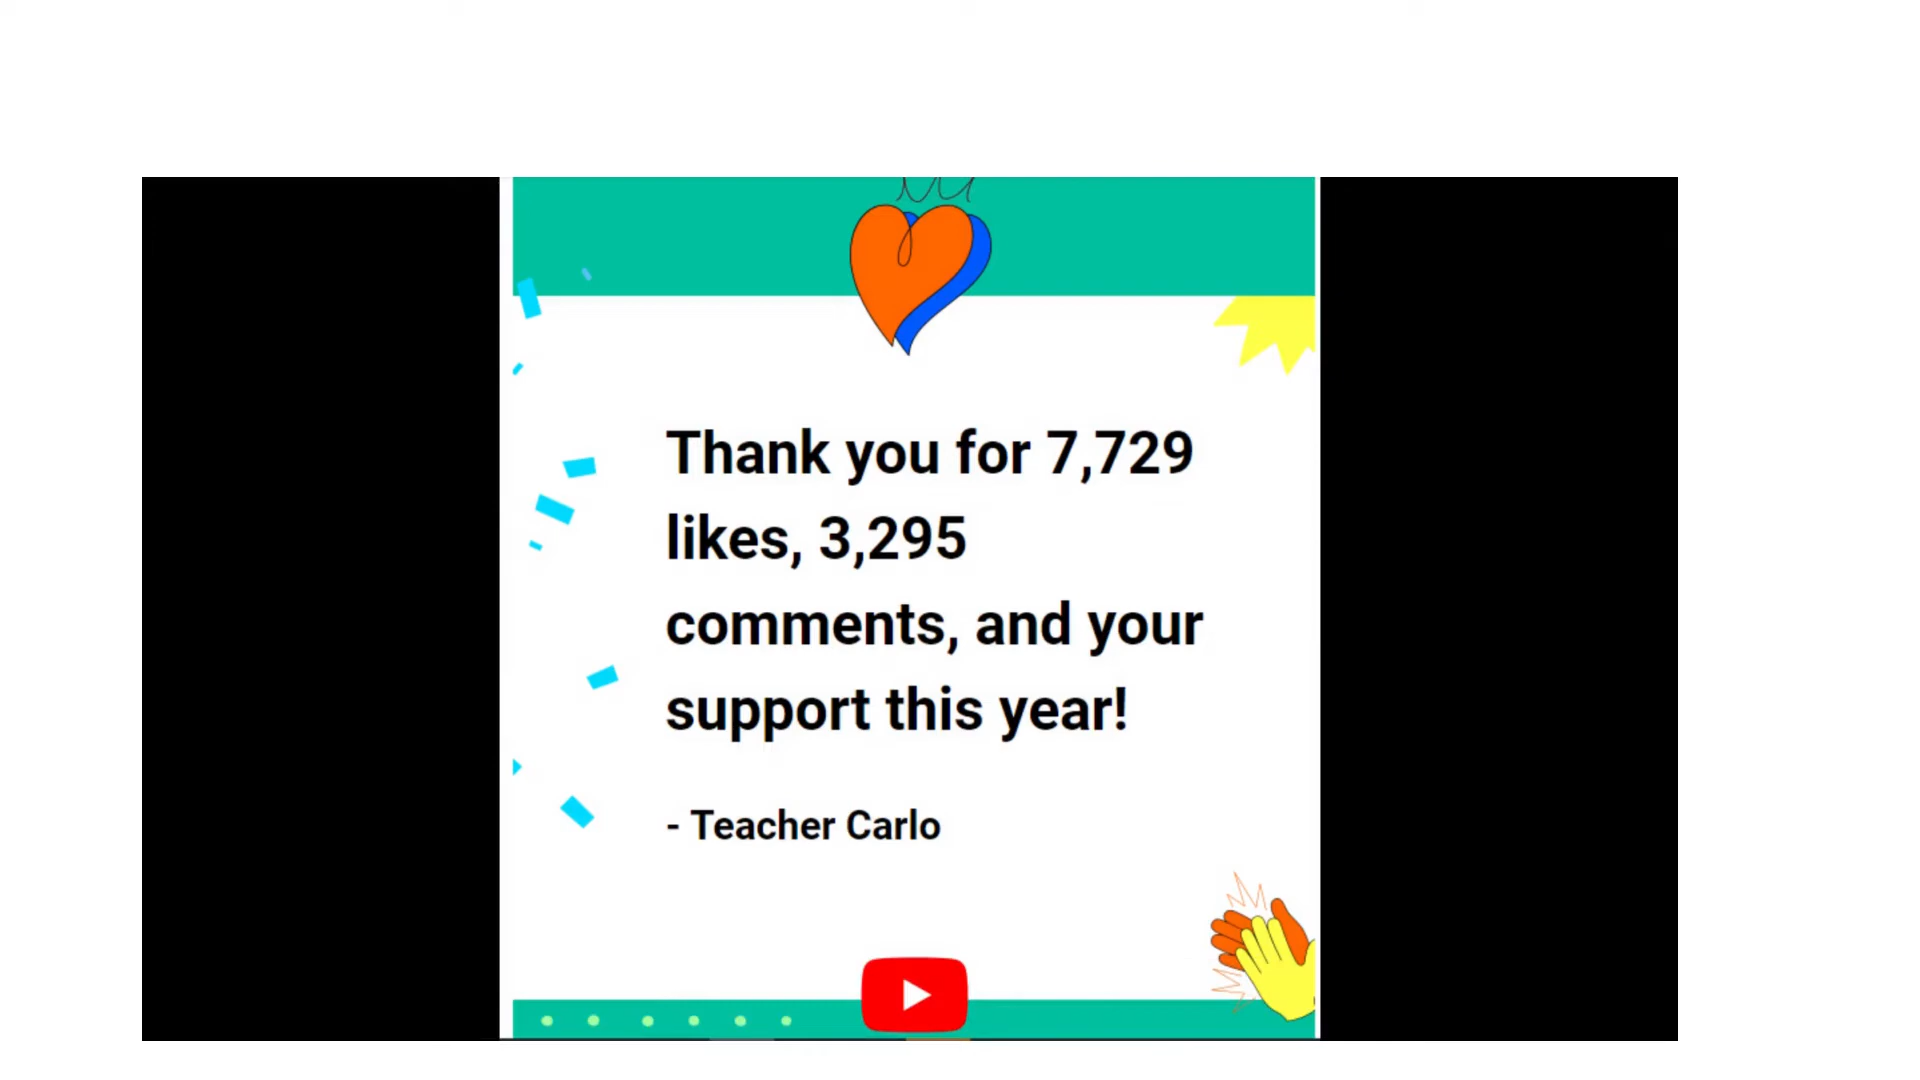 Thank you for 7,729
likes, 3,295
comments, and your
support this year!
- Teacher Carlo